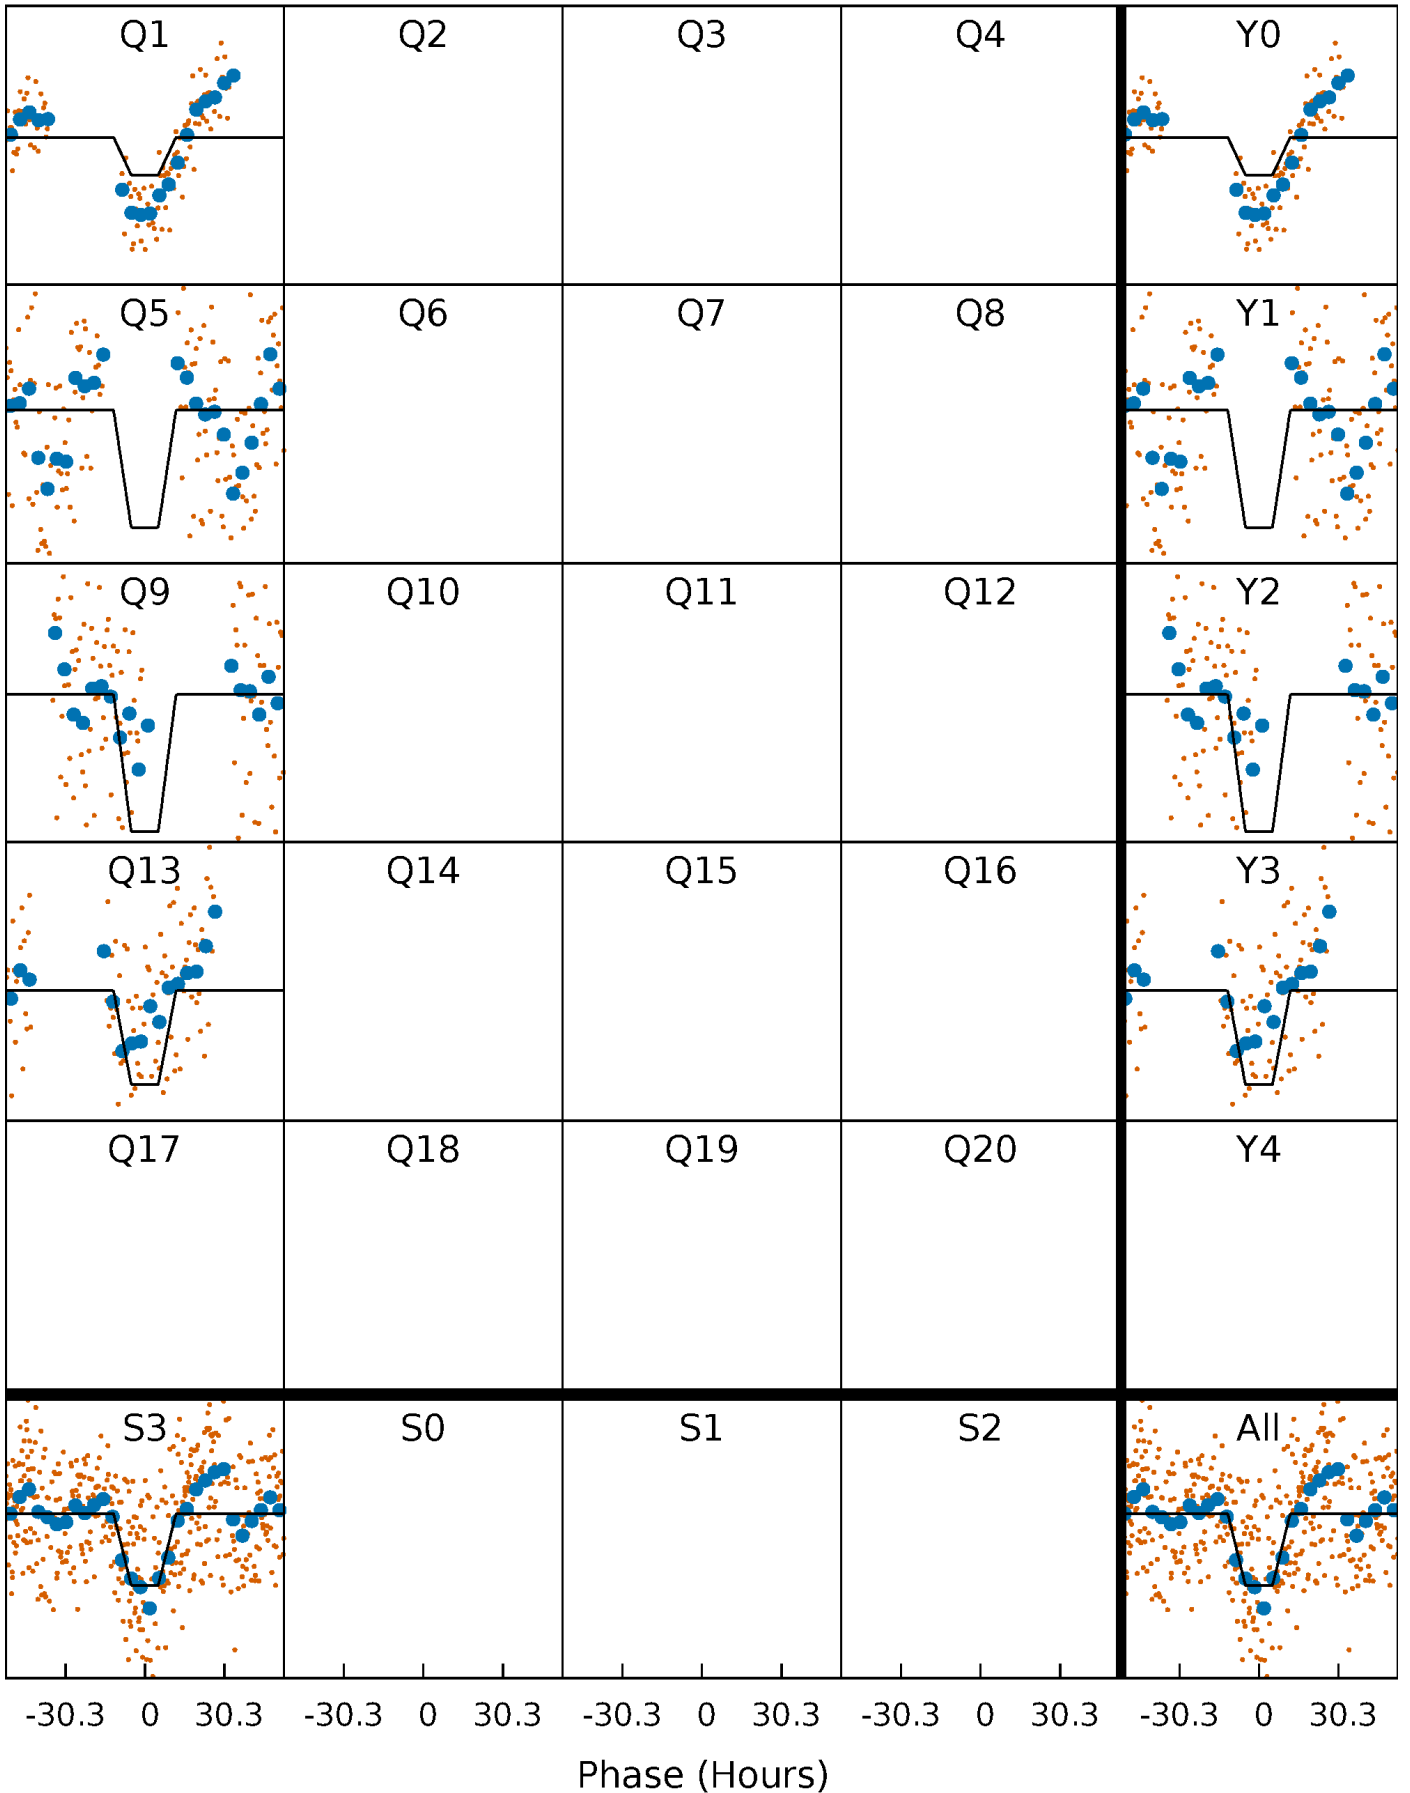 Q1 Q2 Q3 Q4 Y0
Q5 Q6 Q7 Q8 Y1
Q9 Q10 Q11 Q12 Y2
Q13 Q14 Q15 Q16 Y3
Q17 Q18 Q19 Q20 Y4
S3 S0 S1 S2 All
-30.3 0 30.3 -30.3 0 30.3 -30.3 0 30.3 -30.3 0 30.3 -30.3 0 30.3
Phase (Hours)